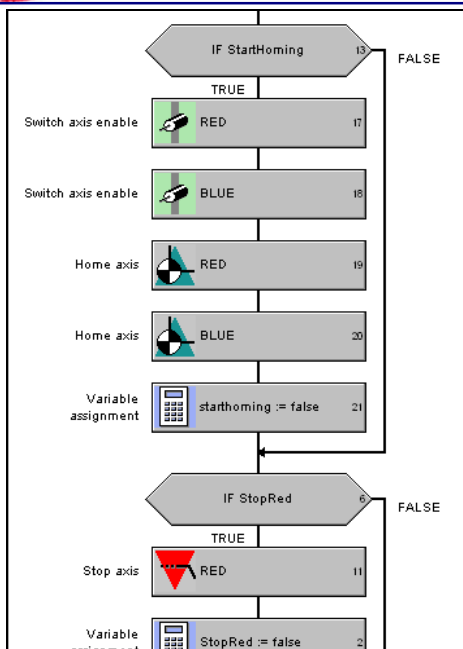 IF StartHoming 13
FALSE
TRUE
Switch axis enable RED 17
Switch axis enable BLUE 18
Home axis RED 19
Home axis BLUE 20
Variable
assignment starthoming := false 21
IF StopRed 6
FALSE
TRUE
Stop axis RED 11
Variable StopRed := false 2
assignment